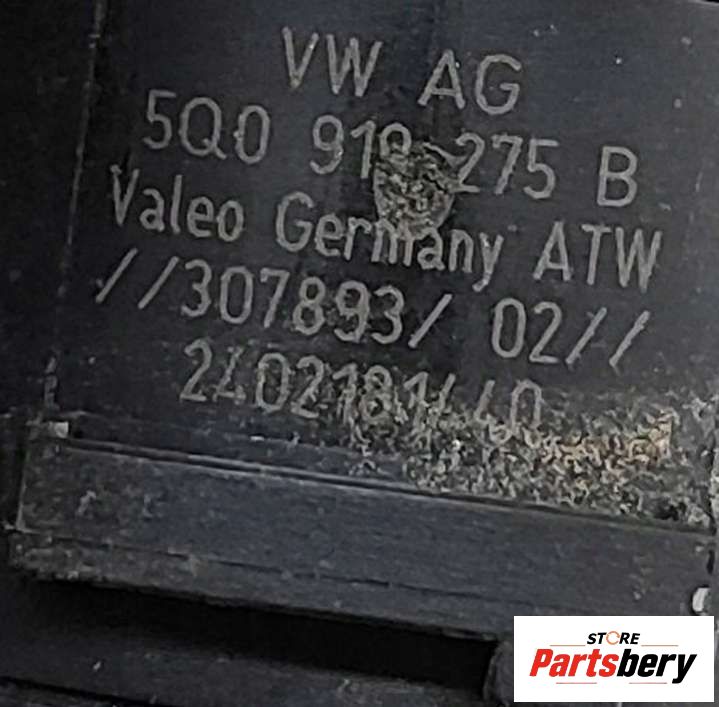 VW AG
5Q0 919 275 B
Valeo Germany ATW
//307893/ 02//
STORE
Partsbery